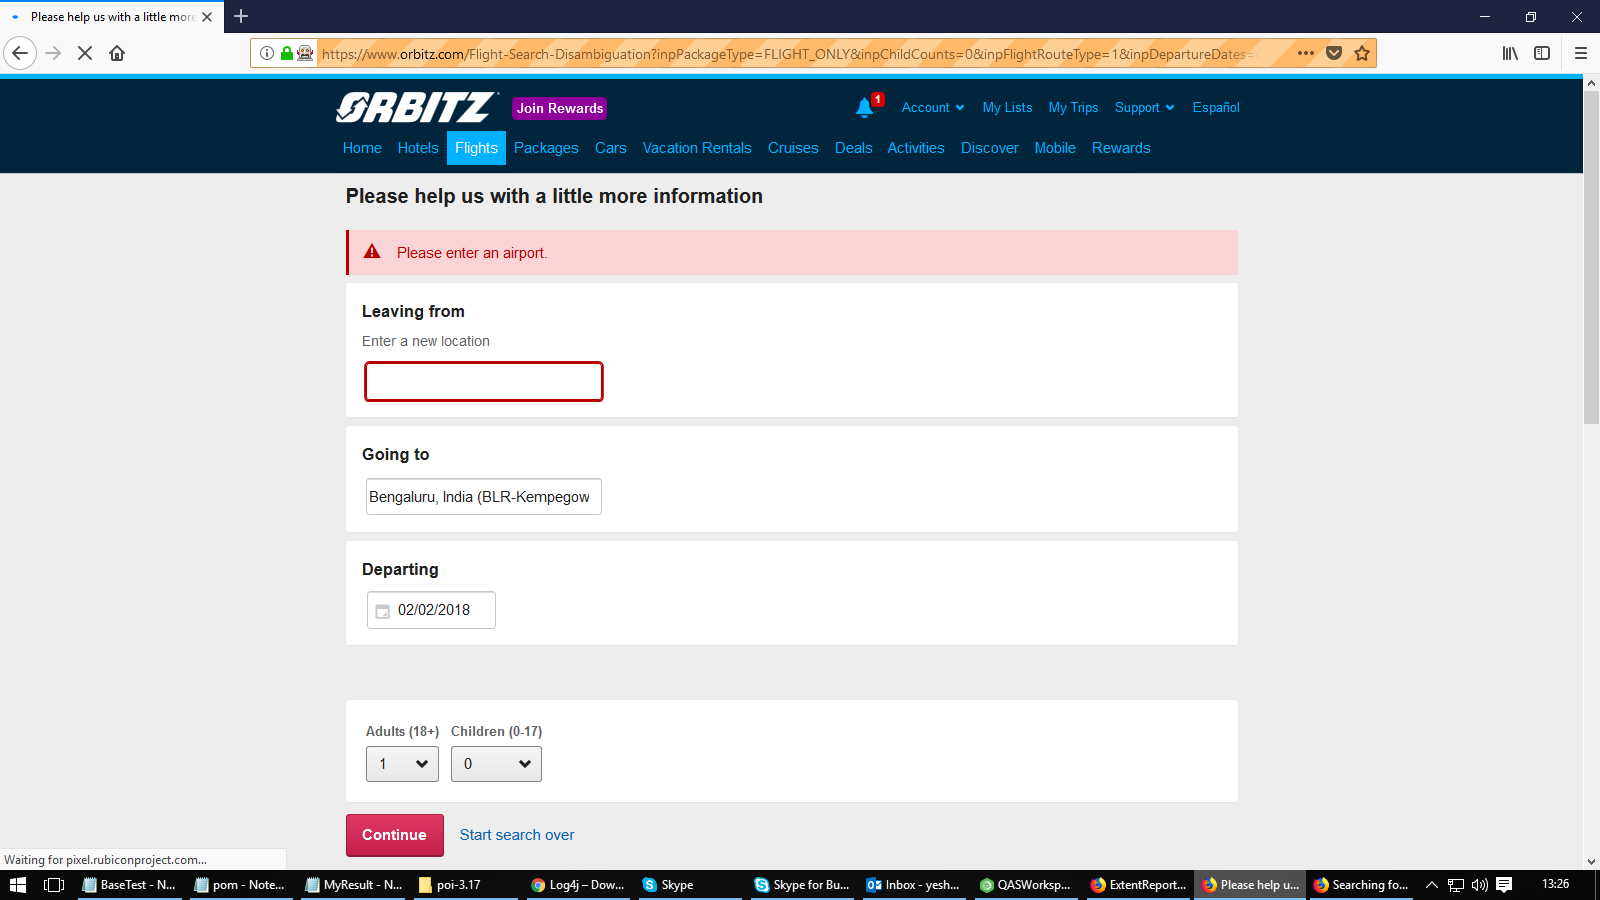 Please help us with a little more
https://www.orbitz.com/Flight-Search-Disambiguation?inpPackageType=FLIGHT_ONLY&inpChildCounts=0&inpFlightRouteType=1&inpDepartureDates=
ORBITZ
Join Rewards
1
Account
My Lists
My Trips
Support
Español
Home
Hotels
Flights
Packages
Cars
Vacation Rentals
Cruises
Deals
Activities
Discover
Mobile
Rewards
Please help us with a little more information
Please enter an airport.
Leaving from
Enter a new location
Going to
Bengaluru, India (BLR-Kempegow
Departing
02/02/2018
Adults (18+) Children (0-17)
1 0
Continue
Start search over
Waiting for pixel.rubiconproject.com...
BaseTest - N...
pom - Note...
MyResult - N...
poi-3.17
Log4j – Dow...
Skype
Skype for Bu...
Inbox - yesh...
QASWorksp...
ExtentReport...
Please help u...
Searching fo...
13:26